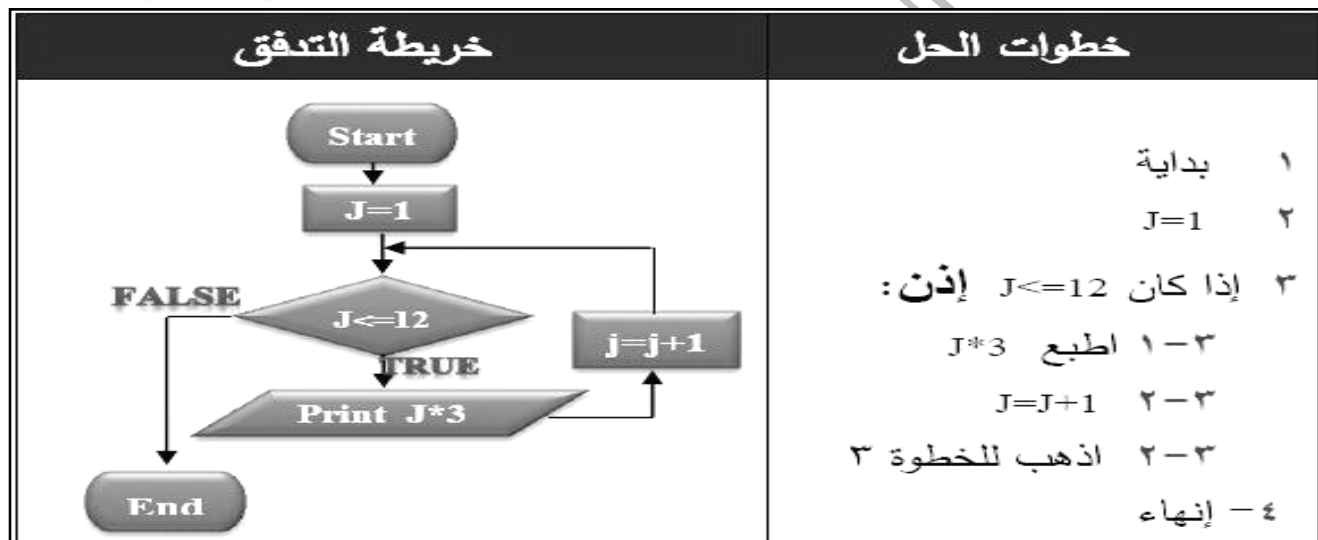 خطوات الحل
١ بداية
٢ J=1
٣ إذا كان J<=12 إذن:
٣-١ اطبع J*3
٣-٢ J=J+1
٣-٢ اذهب للخطوة ٣
٤- إنهاء
خريطة التدفق
Start
J=1
J<=12
FALSE
TRUE
Print J*3
j=j+1
End